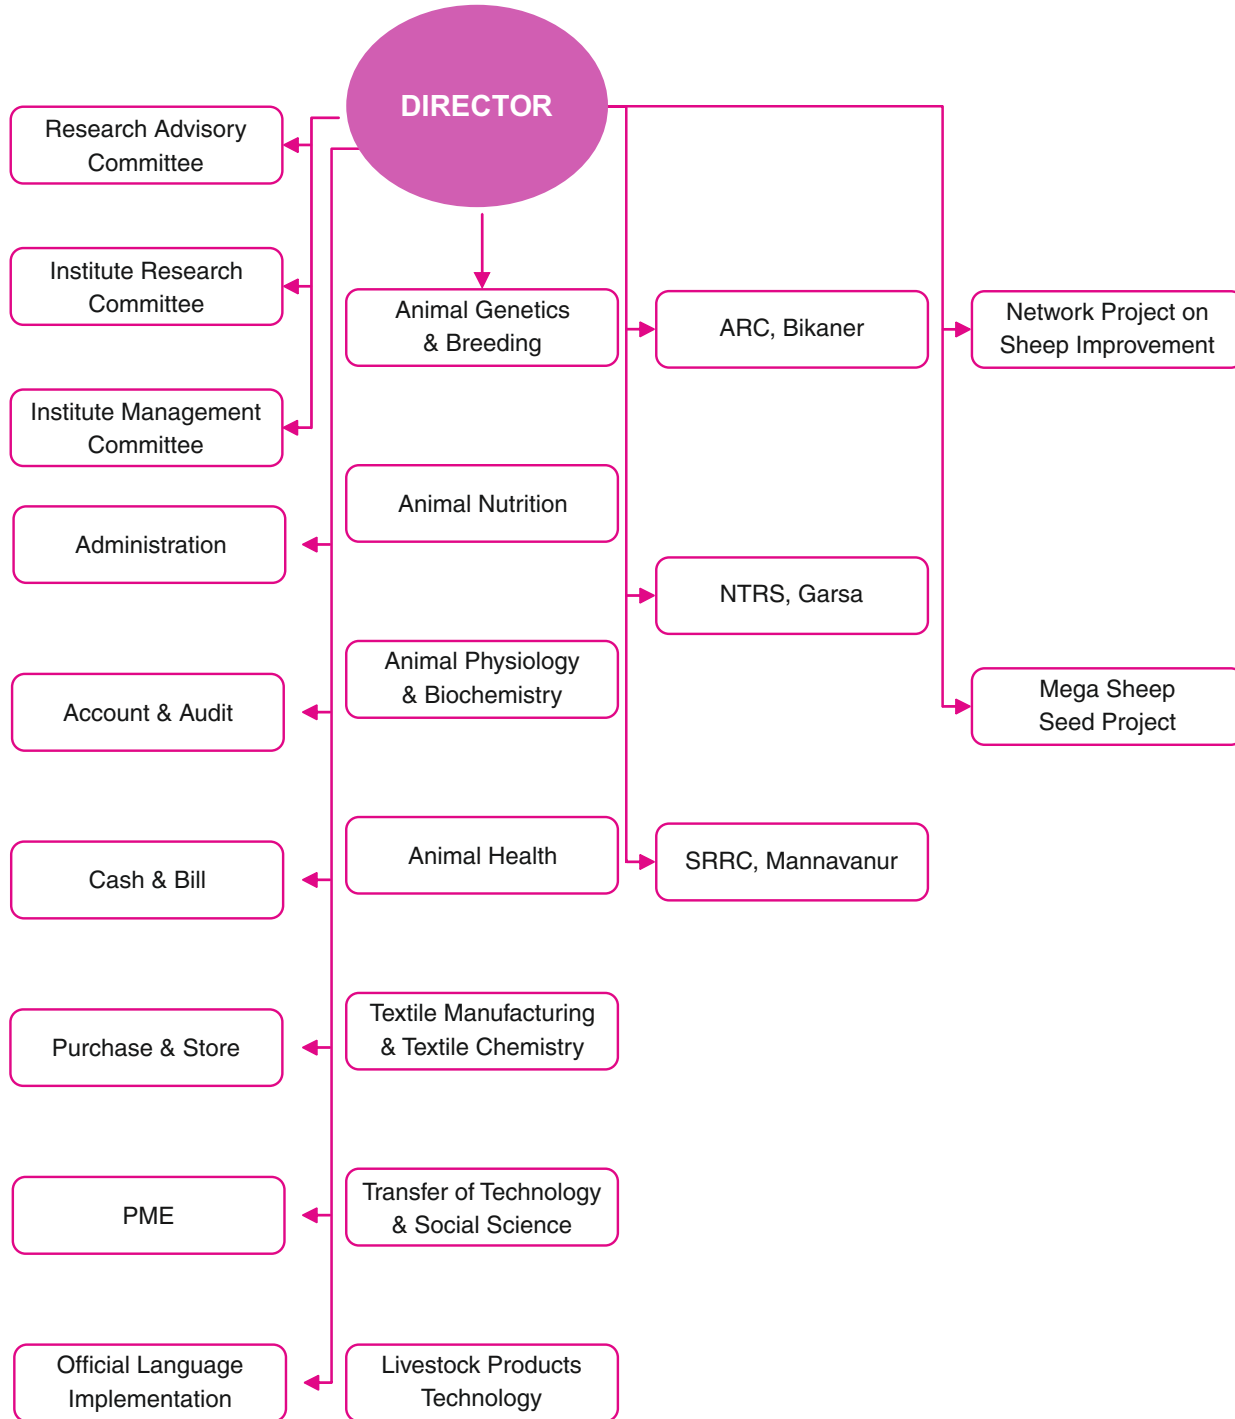 DIRECTOR
Research Advisory
Committee
Institute Research
Committee
Institute Management
Committee
Administration
Account & Audit
Cash & Bill
Purchase & Store
PME
Official Language
Implementation
Animal Genetics
& Breeding
Animal Nutrition
Animal Physiology
& Biochemistry
Animal Health
Textile Manufacturing
& Textile Chemistry
Transfer of Technology
& Social Science
Livestock Products
Technology
ARC, Bikaner
NTRS, Garsa
SRRC, Mannavanur
Network Project on
Sheep Improvement
Mega Sheep
Seed Project